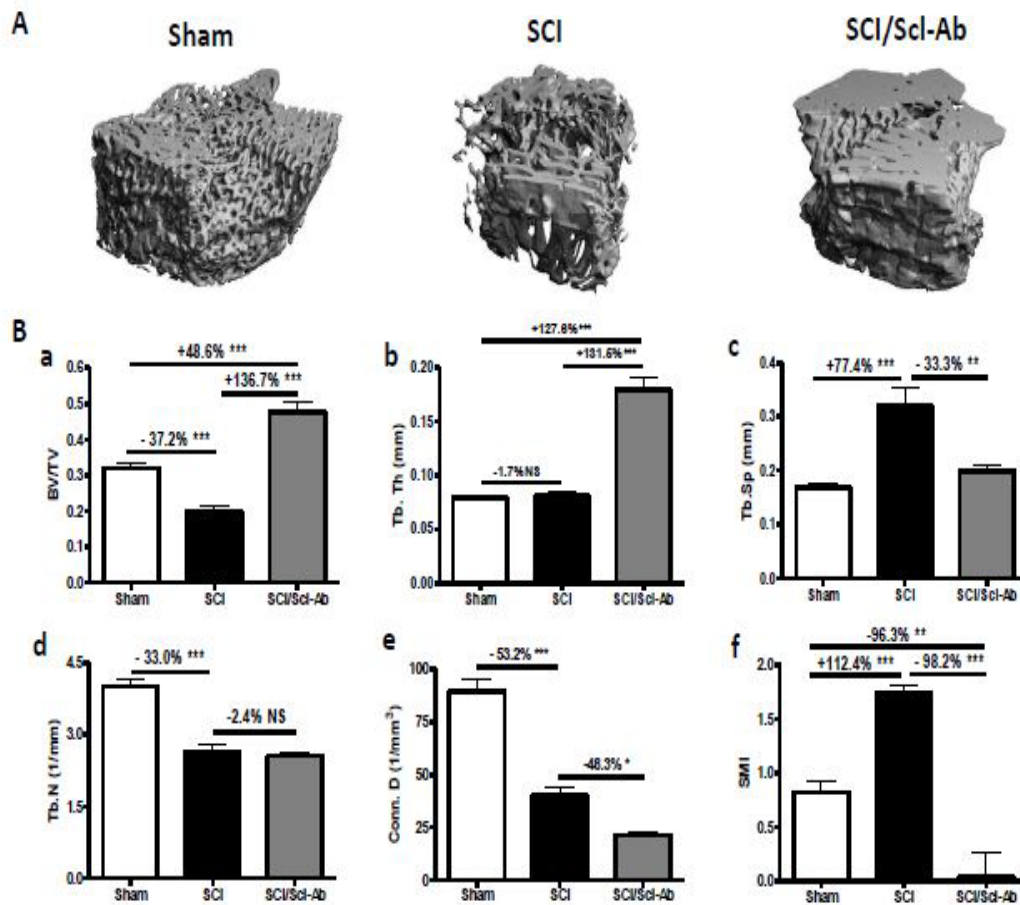 A
Sham
SCI
SCI/Scl-Ab
B
a
+48.6% ***
+136.7% ***
- 37.2% ***
BV/TV
0.6
0.5
0.4
0.3
0.2
0.1
0.0
Sham
SCI
SCI/Scl-Ab
b
+127.6%***
+131.5%***
-1.7%NS
Tb. Th (mm)
0.20
0.15
0.10
0.05
0.00
Sham
SCI
SCI/Scl-Ab
c
+77.4% ***
- 33.3% **
Tb.Sp (mm)
0.4
0.3
0.2
0.1
0.0
Sham
SCI
SCI/Scl-Ab
d
- 33.0% ***
-2.4% NS
Tb.N (1/mm)
4.5
3.0
1.5
0.0
Sham
SCI
SCI/Scl-Ab
e
- 53.2% ***
-48.3% *
Conn. D (1/mm³)
100
75
50
25
0
Sham
SCI
SCI/Scl-Ab
f
-96.3% **
+112.4% ***
- 98.2% ***
SMI
2.0
1.5
1.0
0.5
0.0
Sham
SCI
SCI/Scl-Ab